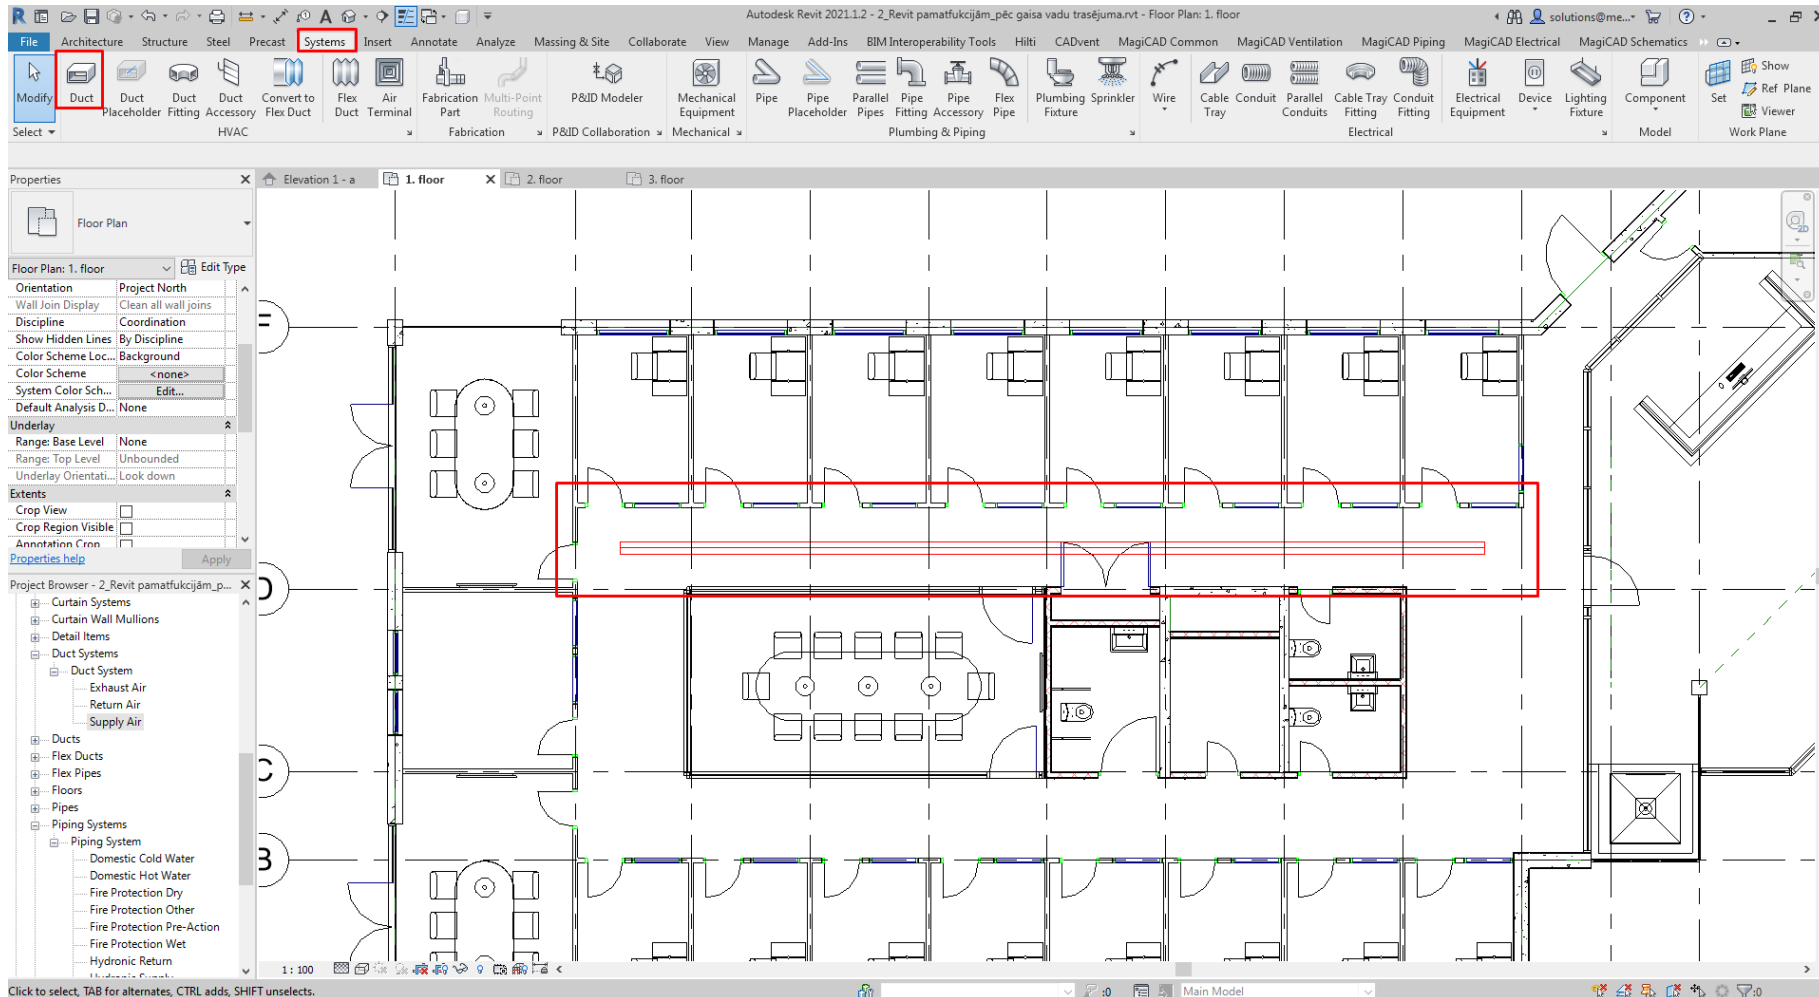 Autodesk Revit 2021.1.2 - 2_Revit pamatfukcijām_pēc gaisa vadu trasējuma.rvt - Floor Plan: 1. floor
solutions@me...
File Architecture Structure Steel Precast Systems Insert Annotate Analyze Massing & Site Collaborate View Manage Add-Ins BIM Interoperability Tools Hilti CADvent MagiCAD Common MagiCAD Ventilation MagiCAD Piping MagiCAD Electrical MagiCAD Schematics
Modify
Duct
Duct Placeholder
Duct Fitting
Duct Accessory
Convert to Flex Duct
Flex Duct
Air Terminal
Fabrication Part
Multi-Point Routing
P&ID Modeler
Mechanical Equipment
Pipe
Pipe Placeholder
Parallel Pipes
Pipe Fitting
Pipe Accessory
Flex Pipe
Plumbing Fixture
Sprinkler
Wire
Cable Tray
Conduit
Parallel Conduits
Cable Tray Fitting
Conduit Fitting
Electrical Equipment
Device
Lighting Fixture
Component
Set
Show
Ref Plane
Viewer
Select HVAC Fabrication P&ID Collaboration Mechanical Plumbing & Piping Electrical Model Work Plane
Properties
Elevation 1 - a 1. floor 2. floor 3. floor
Floor Plan
Floor Plan: 1. floor Edit Type
Orientation Project North
Wall Join Display Clean all wall joins
Discipline Coordination
Show Hidden Lines By Discipline
Color Scheme Loc... Background
Color Scheme <none>
System Color Sch... Edit...
Default Analysis D... None
Underlay
Range: Base Level None
Range: Top Level Unbounded
Underlay Orientati... Look down
Extents
Crop View
Crop Region Visible
Annotation Crop
Properties help Apply
Project Browser - 2_Revit pamatfukcijām_p...
Curtain Systems
Curtain Wall Mullions
Detail Items
Duct Systems
Duct System
Exhaust Air
Return Air
Supply Air
Ducts
Flex Ducts
Flex Pipes
Floors
Pipes
Piping Systems
Piping System
Domestic Cold Water
Domestic Hot Water
Fire Protection Dry
Fire Protection Other
Fire Protection Pre-Action
Fire Protection Wet
Hydronic Return
Hydronic Supply
F
D
C
B
2D
1 : 100
Click to select, TAB for alternates, CTRL adds, SHIFT unselects.
:0
Main Model
:0